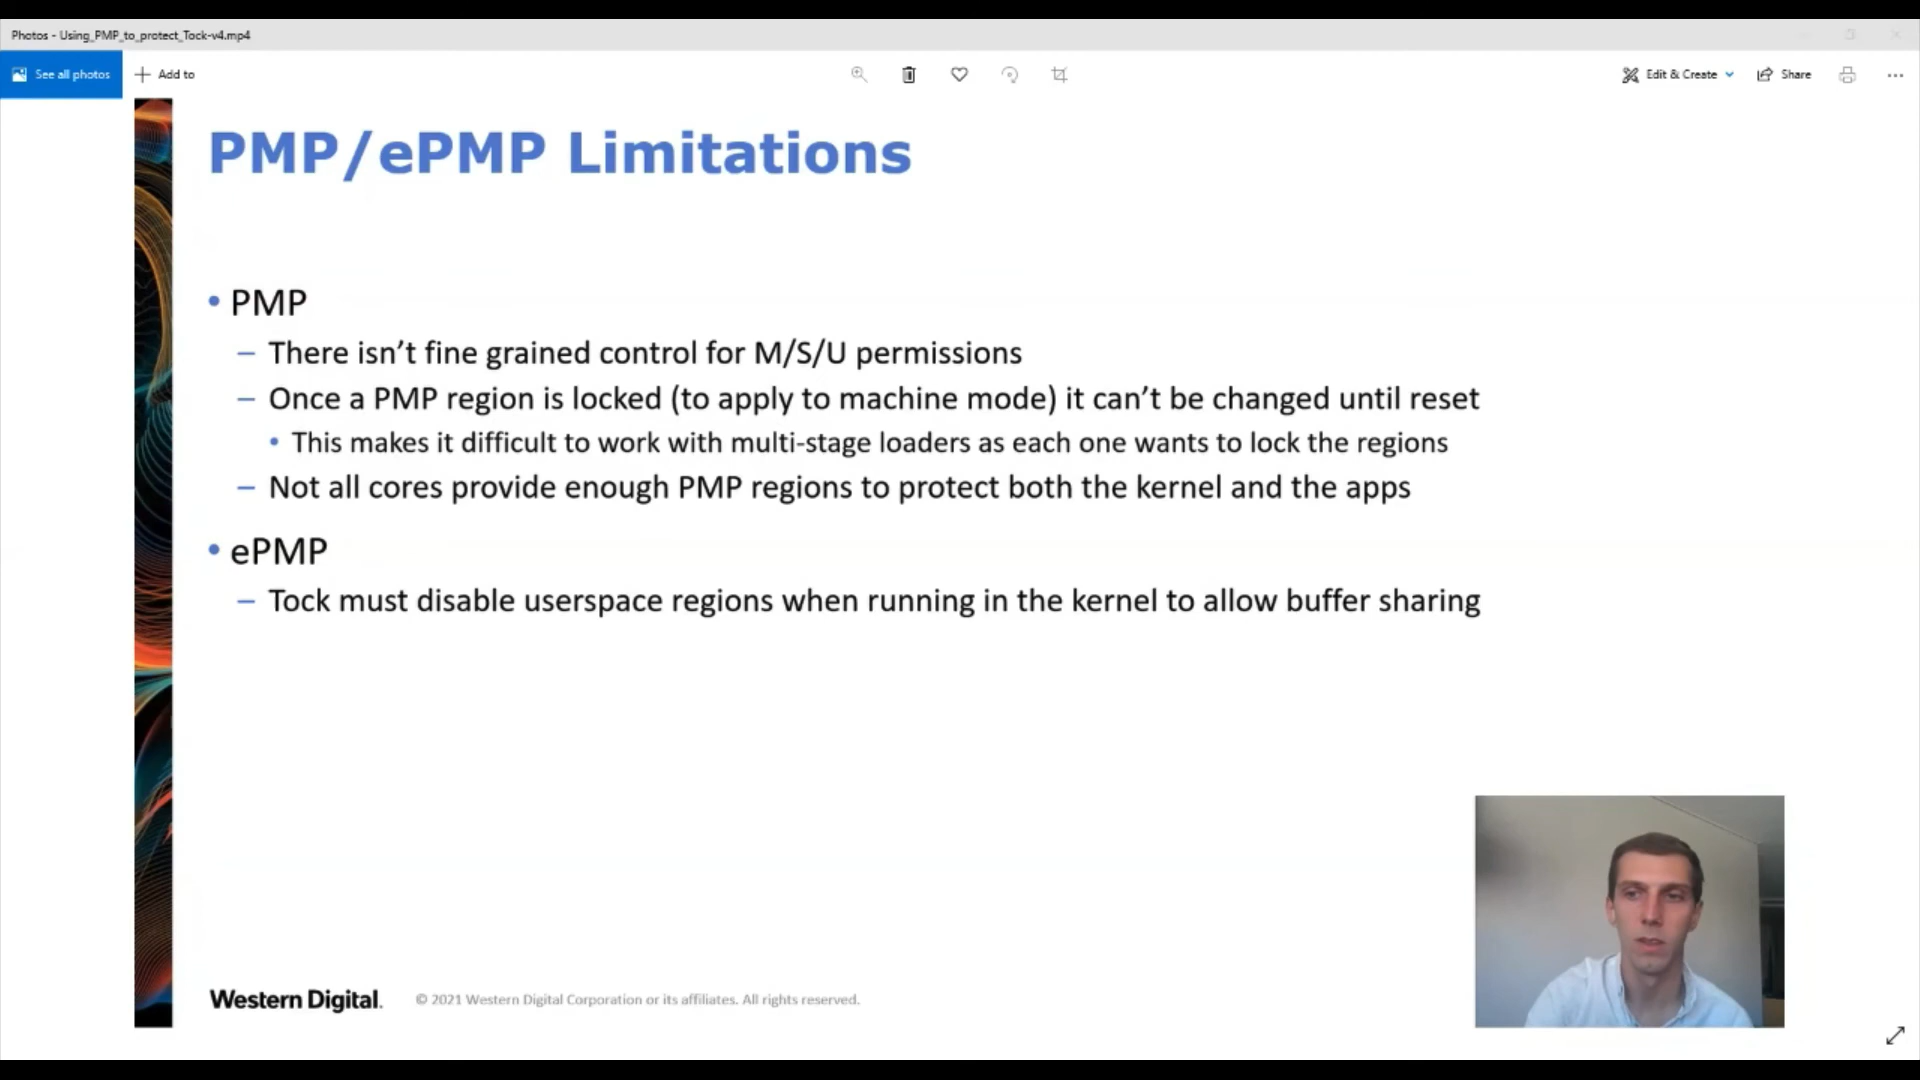 Photos - Using_PMP_to_protect_Tock-v4.mp4
See all photos
Add to
Edit & Create
Share
PMP/ePMP Limitations
• PMP
– There isn’t fine grained control for M/S/U permissions
– Once a PMP region is locked (to apply to machine mode) it can’t be changed until reset
• This makes it difficult to work with multi-stage loaders as each one wants to lock the regions
– Not all cores provide enough PMP regions to protect both the kernel and the apps
• ePMP
– Tock must disable userspace regions when running in the kernel to allow buffer sharing
Western Digital.
© 2021 Western Digital Corporation or its affiliates. All rights reserved.